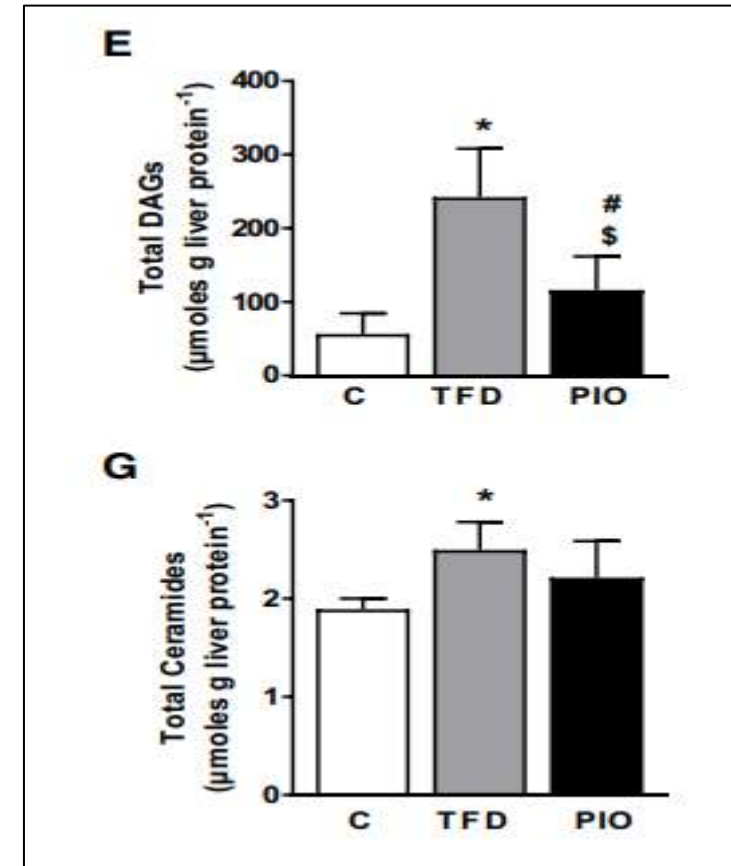 E
Total DAGs
(µmoles g liver protein⁻¹)
400
300
200
100
0
*
#
$
C TFD PIO
G
Total Ceramides
(µmoles g liver protein⁻¹)
3
2
1
0
*
C TFD PIO